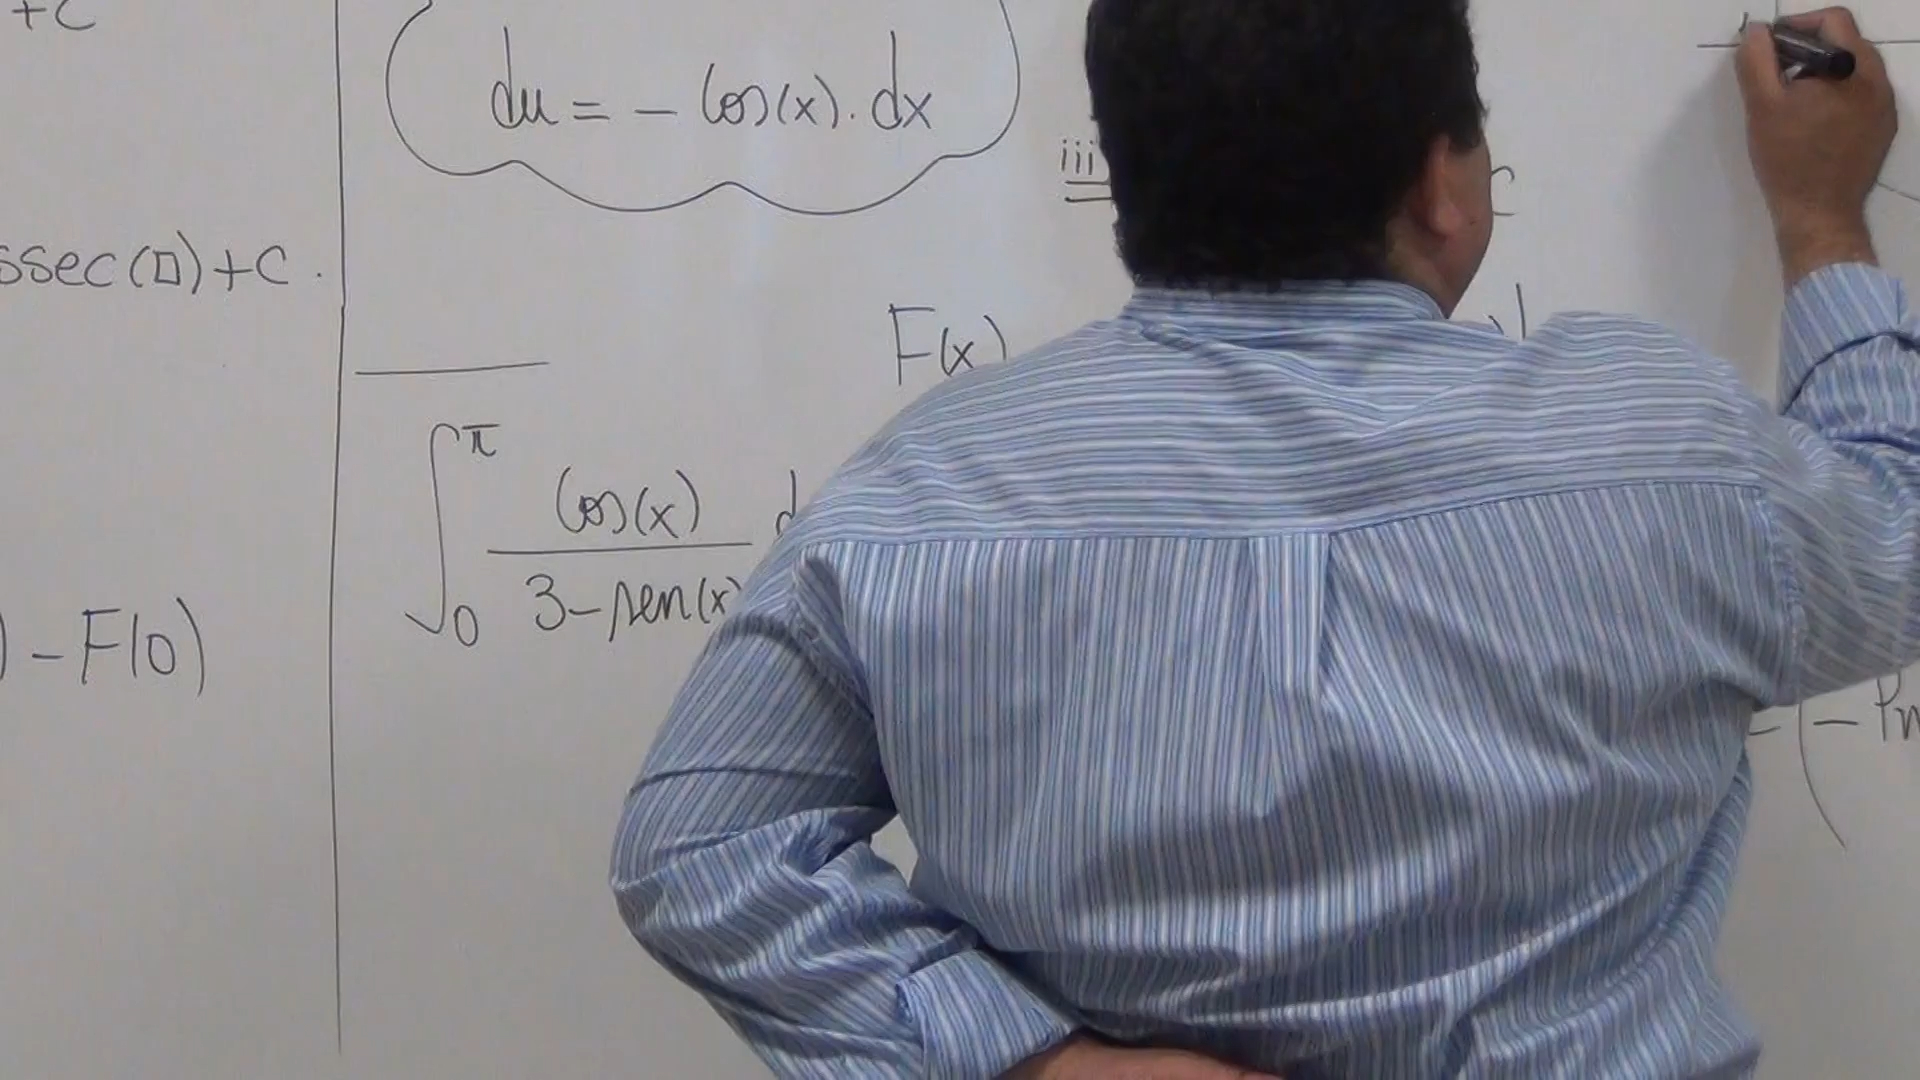 +C
du = - cos(x). dx
iii
ssec(□)+C.
F(x)
∫ π 0 cos(x) / 3-sen(x) d
) - F(0)